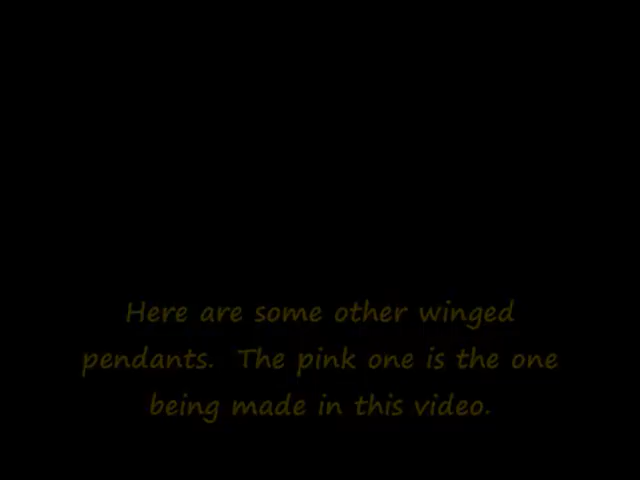 Here are some other winged
pendants.  The pink one is the one
being made in this video.